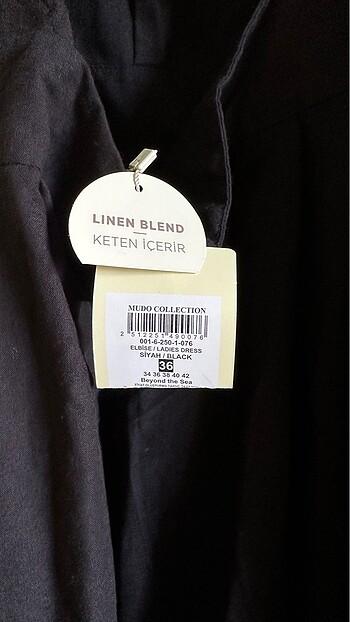 LINEN BLEND
KETEN İÇERİR
MUDO COLLECTION
2 512251 490076
001-6-250-1-076
ELBİSE / LADIES DRESS
SİYAH / BLACK
36
34 36 38 40 42
Beyond the Sea